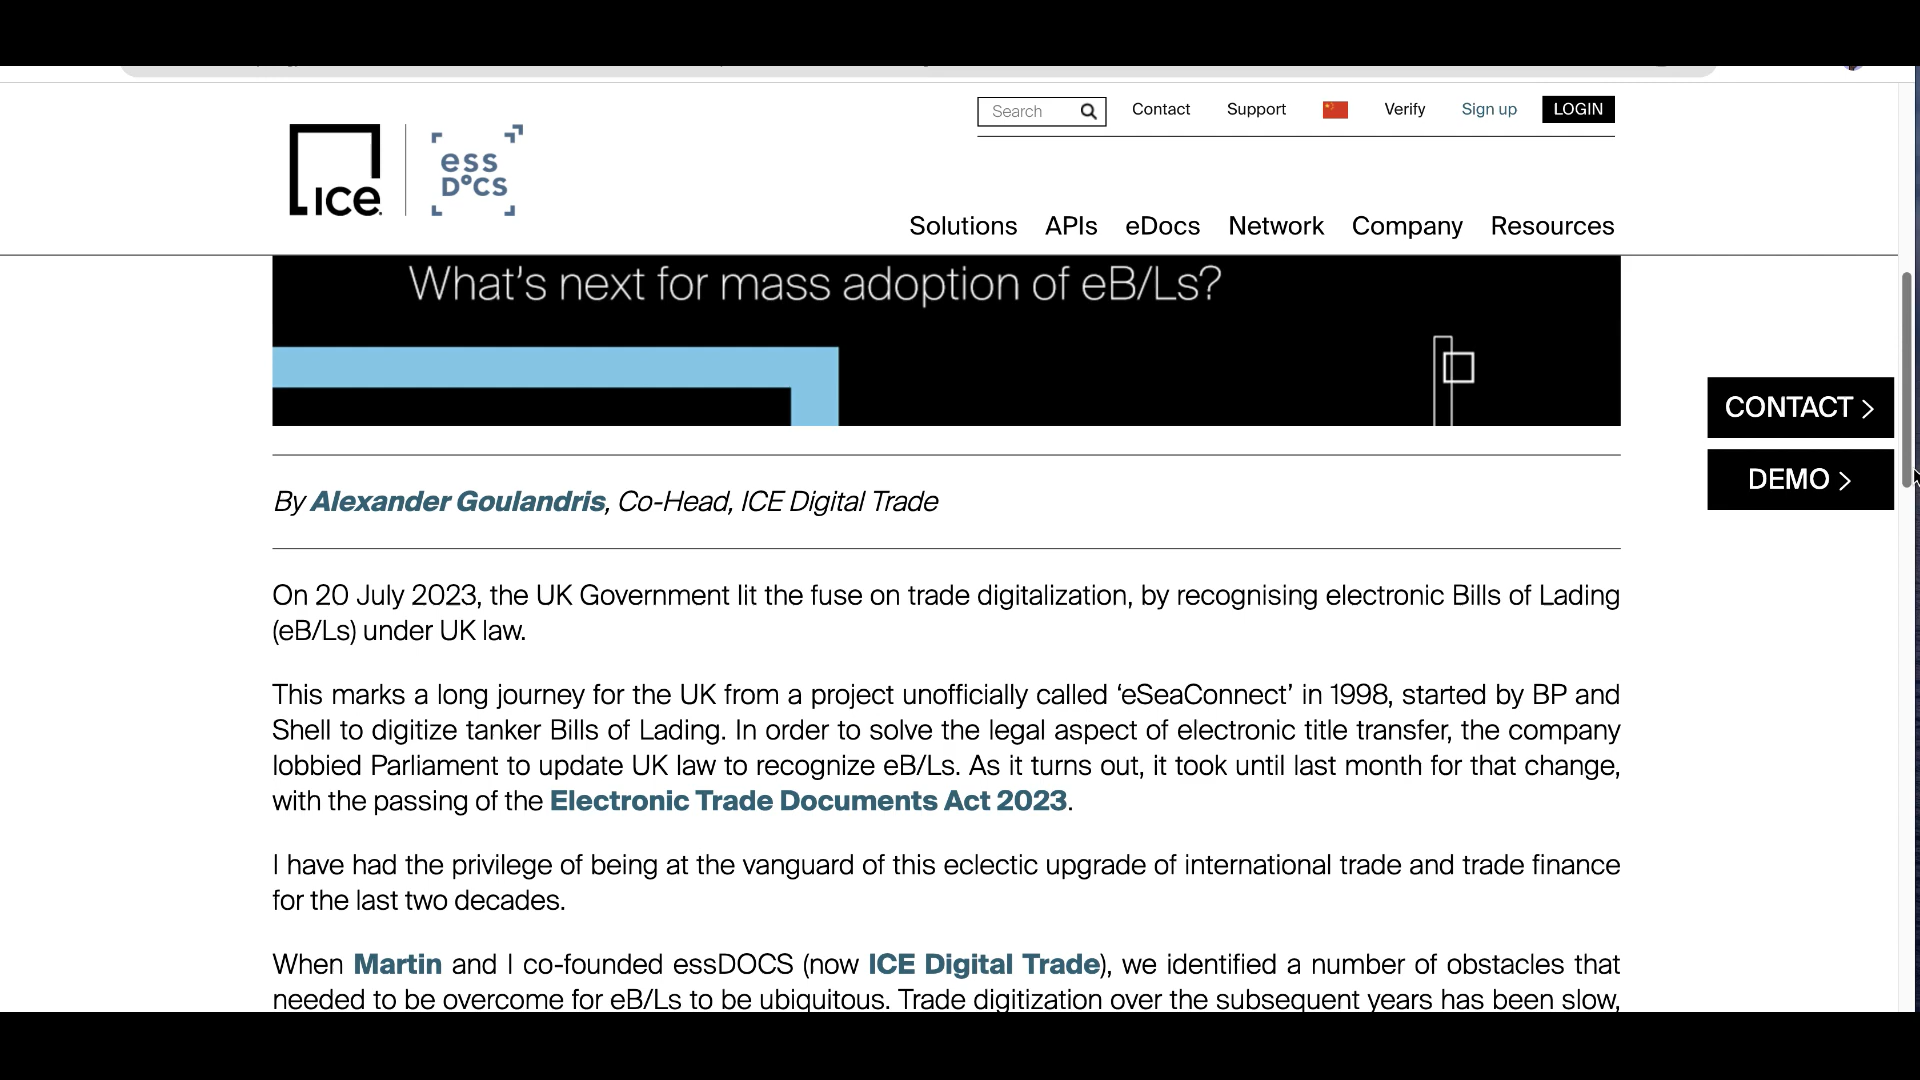 Search
Contact
Support
Verify
Sign up
LOGIN
ICE
ess
DOCS
Solutions
APIs
eDocs
Network
Company
Resources
What's next for mass adoption of eB/Ls?
CONTACT >
DEMO >
By Alexander Goulandris, Co-Head, ICE Digital Trade
On 20 July 2023, the UK Government lit the fuse on trade digitalization, by recognising electronic Bills of Lading
(eB/Ls) under UK law.
This marks a long journey for the UK from a project unofficially called ‘eSeaConnect’ in 1998, started by BP and
Shell to digitize tanker Bills of Lading. In order to solve the legal aspect of electronic title transfer, the company
lobbied Parliament to update UK law to recognize eB/Ls. As it turns out, it took until last month for that change,
with the passing of the Electronic Trade Documents Act 2023.
I have had the privilege of being at the vanguard of this eclectic upgrade of international trade and trade finance
for the last two decades.
When Martin and I co-founded essDOCS (now ICE Digital Trade), we identified a number of obstacles that
needed to be overcome for eB/Ls to be ubiquitous. Trade digitization over the subsequent years has been slow,